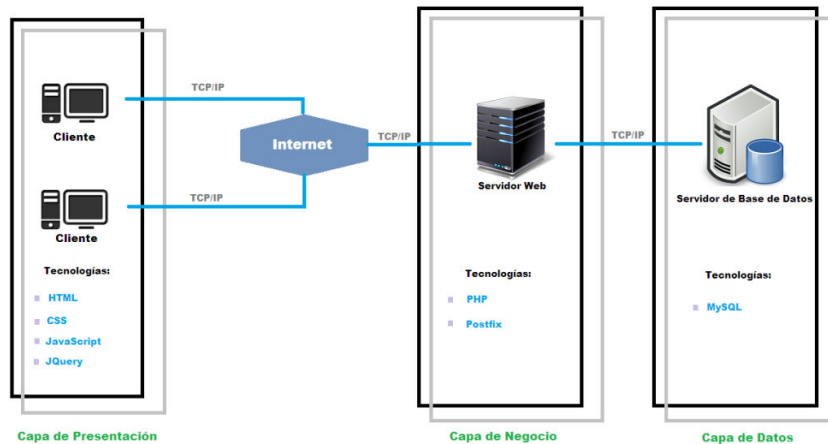 TCP/IP
Cliente
Internet
TCP/IP
TCP/IP
Cliente
Tecnologías:
HTML
CSS
JavaScript
JQuery
Capa de Presentación
Servidor Web
TCP/IP
Tecnologías:
PHP
Postfix
Capa de Negocio
Servidor de Base de Datos
Tecnologías:
MySQL
Capa de Datos